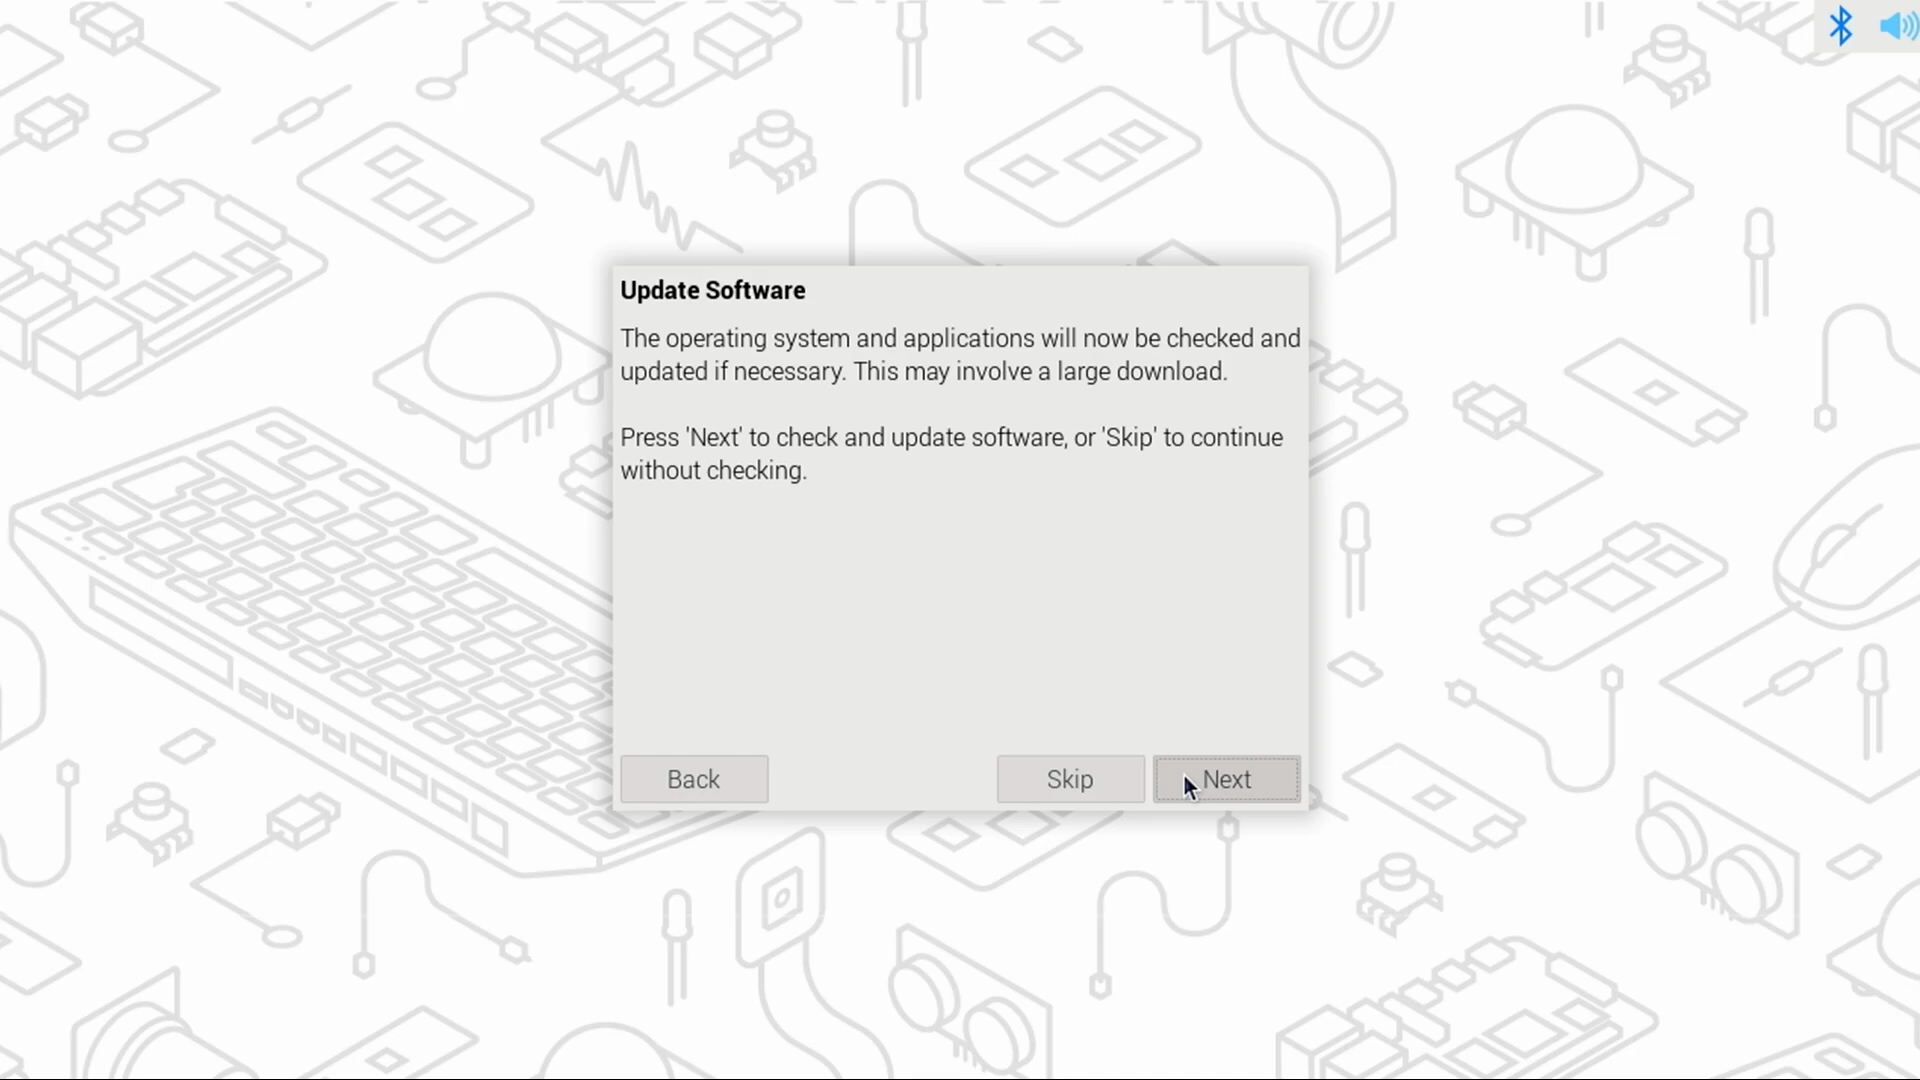 Update Software
The operating system and applications will now be checked and
updated if necessary. This may involve a large download.
Press 'Next' to check and update software, or 'Skip' to continue
without checking.
Back
Skip
Next